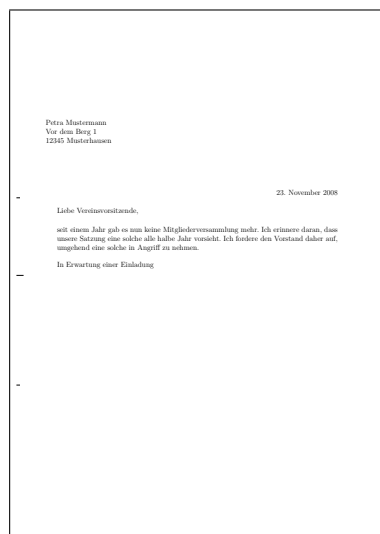 Petra Mustermann
Vor dem Berg 1
12345 Musterhausen
23. November 2008
Liebe Vereinsvorsitzende,
seit einem Jahr gab es nun keine Mitgliederversammlung mehr. Ich erinnere daran, dass
unsere Satzung eine solche alle halbe Jahr vorsieht. Ich fordere den Vorstand daher auf,
umgehend eine solche in Angriff zu nehmen.
In Erwartung einer Einladung